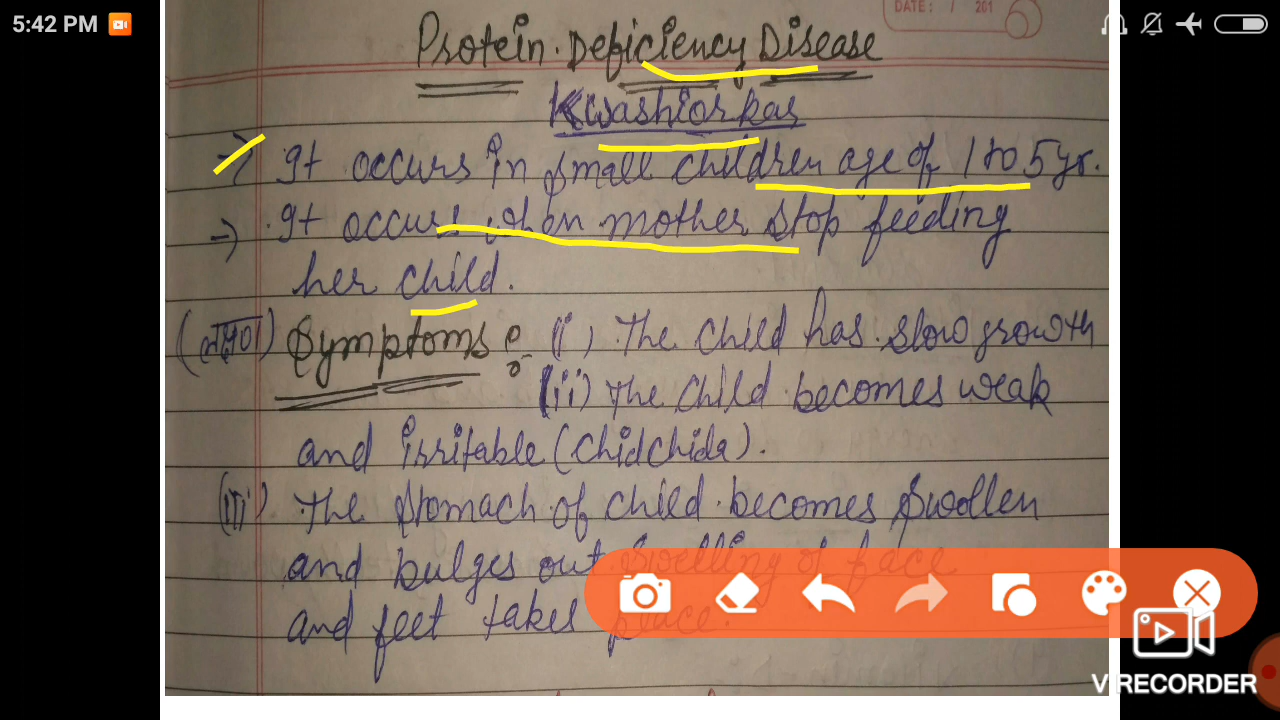 5:42 PM
DATE: / 201
Protein Deficiency Disease
Kwashiorkar
→ It occurs in small children age of 1 to 5 yr.
→ It occurs when mother stop feeding
her child.
(लक्षण) Symptoms : (i) The child has slow growth
(ii) The child becomes weak
and irritable (chidchida).
(iii) The stomach of child becomes swollen
and bulges out swelling of face
and feet takes place.
V RECORDER